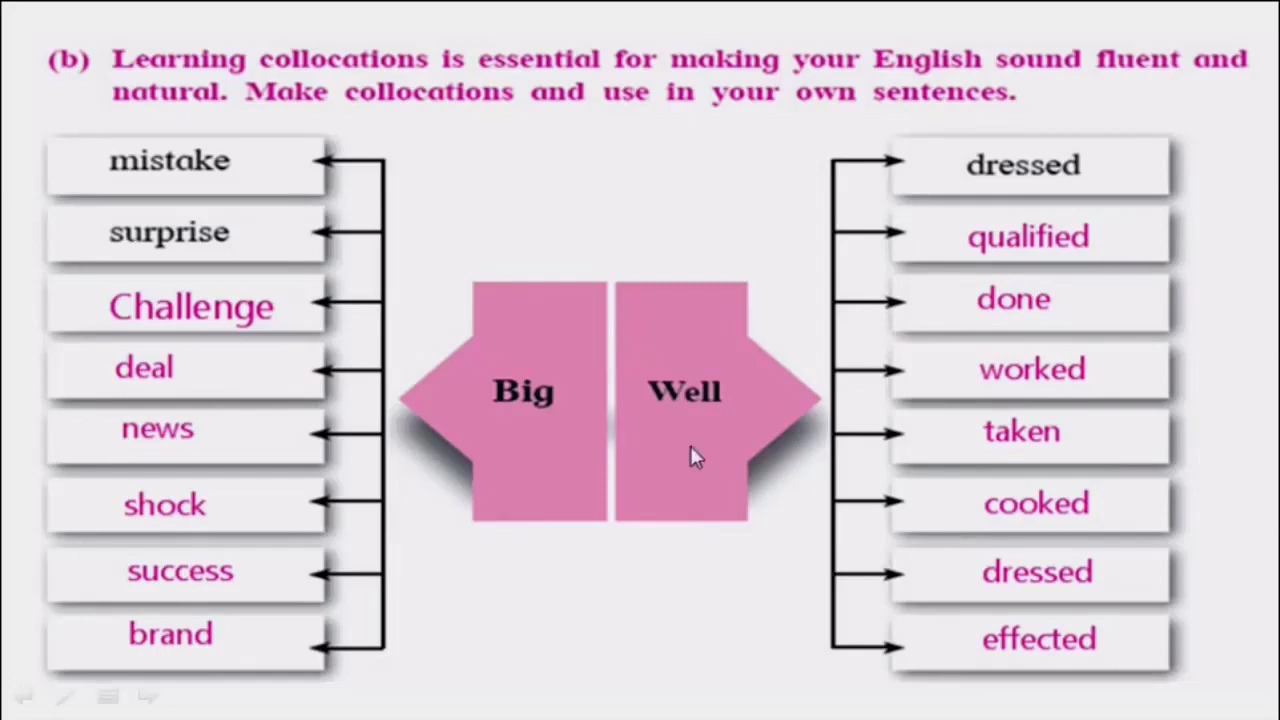 (b) Learning collocations is essential for making your English sound fluent and
natural. Make collocations and use in your own sentences.
mistake
surprise
Challenge
deal
news
shock
success
brand
Big
Well
dressed
qualified
done
worked
taken
cooked
dressed
effected